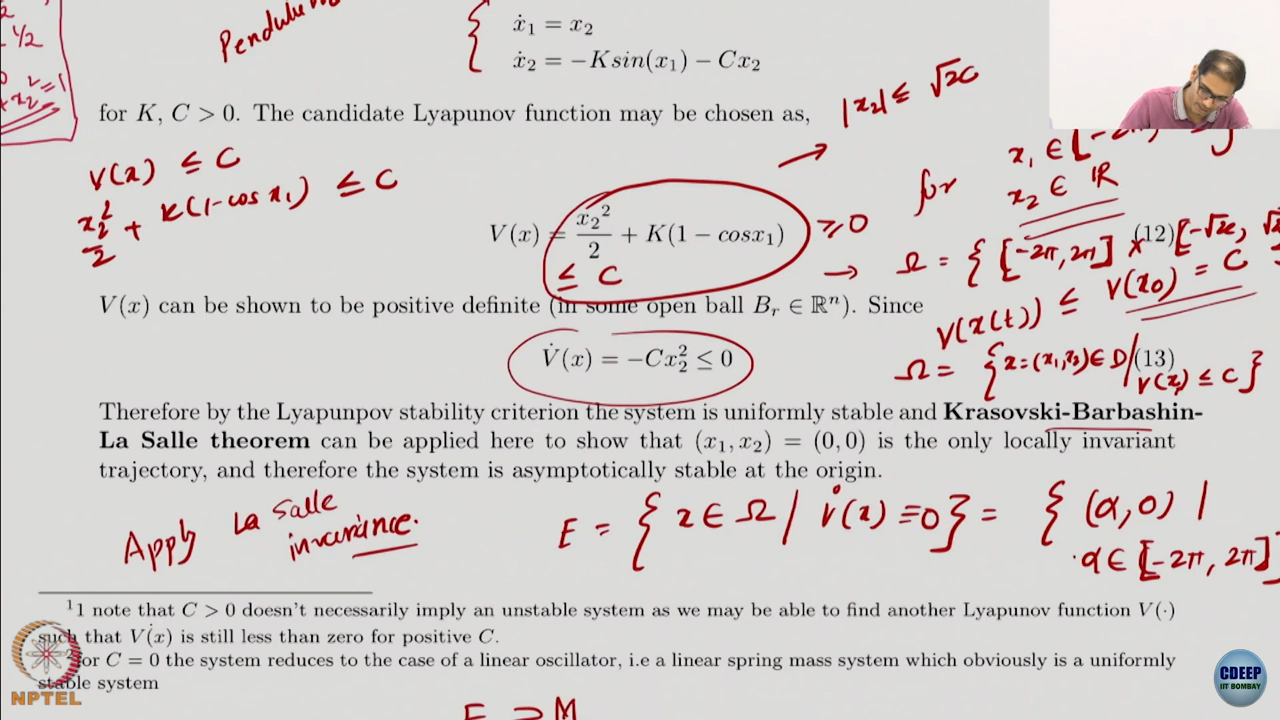 1/2
+ x₂² = 1
Pendulum
ẋ₁ = x₂
ẋ₂ = −Ksin(x₁) − Cx₂
for K, C > 0. The candidate Lyapunov function may be chosen as,
|x₂| ≤ √2C
V(x) ≤ C
x₂²/2 + K(1-cos x₁) ≤ C
V(x) = x₂²/2 + K(1 − cosx₁) ≥ 0
≤ C
for
x₁ ∈ [-2π,
x₂ ∈ ℝ
(12)
→ Ω = { [-2π, 2π] × [-√2C, √2
V(x(t)) ≤ V(x₀) = C
V(x) can be shown to be positive definite (in some open ball Bᵣ ∈ ℝⁿ). Since
V̇(x) = −Cx₂² ≤ 0
(13)
Ω = { x = (x₁,x₂) ∈ D / V(x) ≤ C }
Therefore by the Lyapunpov stability criterion the system is uniformly stable and Krasovski-Barbashin-
La Salle theorem can be applied here to show that (x₁, x₂) = (0, 0) is the only locally invariant
trajectory, and therefore the system is asymptotically stable at the origin.
Apply La Salle
invariance.
E = { x ∈ Ω / V̇(x) = 0 } = { (α, 0) |
α ∈ [-2π, 2π]
¹1 note that C > 0 doesn't necessarily imply an unstable system as we may be able to find another Lyapunov function V(·)
such that V̇(x) is still less than zero for positive C.
for C = 0 the system reduces to the case of a linear oscillator, i.e a linear spring mass system which obviously is a uniformly
stable system
E ⊃ M
NPTEL
CDEEP
IIT BOMBAY